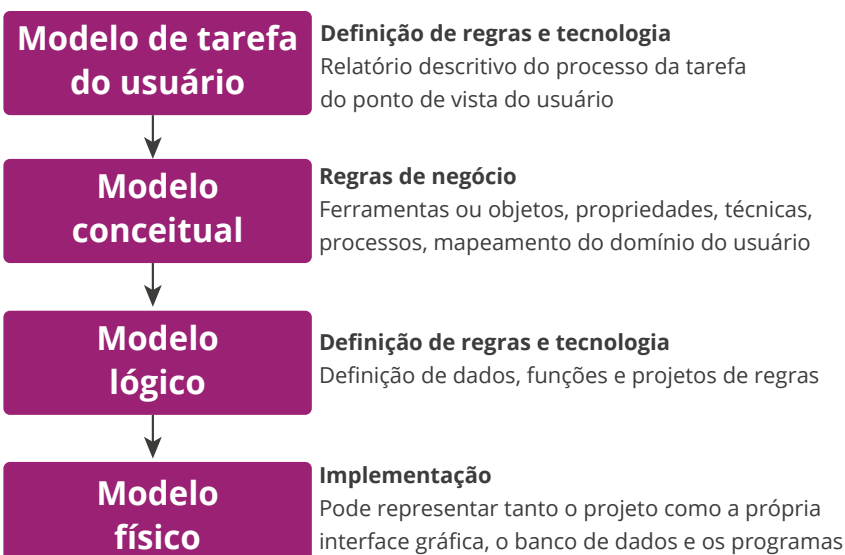 Modelo de tarefa
do usuário
Definição de regras e tecnologia
Relatório descritivo do processo da tarefa
do ponto de vista do usuário
Modelo
conceitual
Regras de negócio
Ferramentas ou objetos, propriedades, técnicas,
processos, mapeamento do domínio do usuário
Modelo
lógico
Definição de regras e tecnologia
Definição de dados, funções e projetos de regras
Modelo
físico
Implementação
Pode representar tanto o projeto como a própria
interface gráfica, o banco de dados e os programas